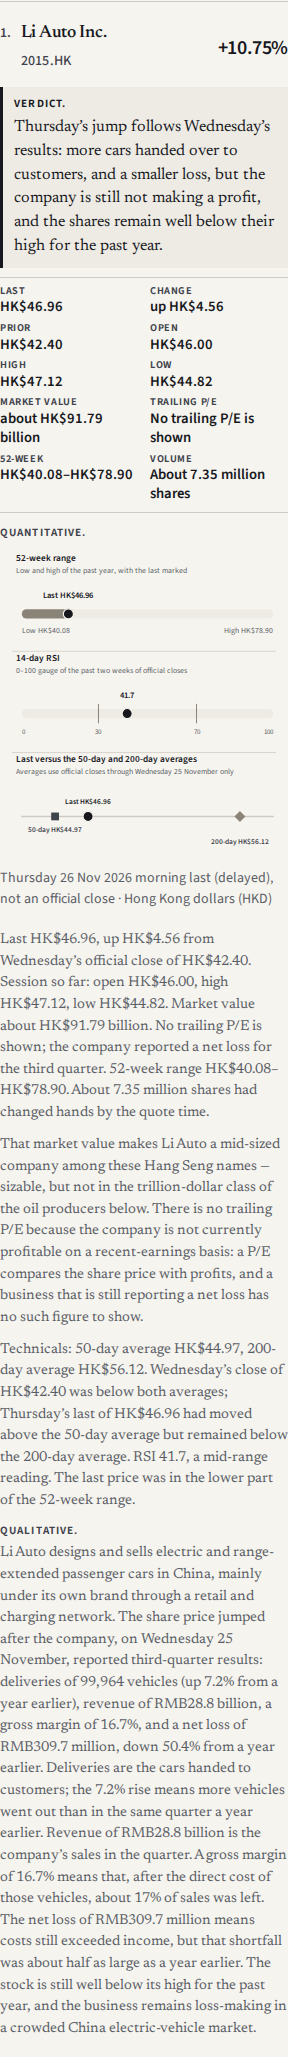 1. Li Auto Inc.
+10.75%
2015.HK
VERDICT.
Thursday's jump follows Wednesday's
results: more cars handed over to
customers, and a smaller loss, but the
company is still not making a profit,
and the shares remain well below their
high for the past year.
LAST CHANGE
HK$46.96 up HK$4.56
PRIOR OPEN
HK$42.40 HK$46.00
HIGH LOW
HK$47.12 HK$44.82
MARKET VALUE TRAILING P/E
about HK$91.79 No trailing P/E is
billion shown
52-WEEK VOLUME
HK$40.08–HK$78.90 About 7.35 million
shares
QUANTITATIVE.
52-week range
Low and high of the past year, with the last marked
Last HK$46.96
Low HK$40.08 High HK$78.90
14-day RSI
0–100 gauge of the past two weeks of official closes
41.7
0 30 70 100
Last versus the 50-day and 200-day averages
Averages use official closes through Wednesday 25 November only
Last HK$46.96
50-day HK$44.97
200-day HK$56.12
Thursday 26 Nov 2026 morning last (delayed),
not an official close · Hong Kong dollars (HKD)
Last HK$46.96, up HK$4.56 from
Wednesday's official close of HK$42.40.
Session so far: open HK$46.00, high
HK$47.12, low HK$44.82. Market value
about HK$91.79 billion. No trailing P/E is
shown; the company reported a net loss for
the third quarter. 52-week range HK$40.08–
HK$78.90. About 7.35 million shares had
changed hands by the quote time.
That market value makes Li Auto a mid-sized
company among these Hang Seng names —
sizable, but not in the trillion-dollar class of
the oil producers below. There is no trailing
P/E because the company is not currently
profitable on a recent-earnings basis: a P/E
compares the share price with profits, and a
business that is still reporting a net loss has
no such figure to show.
Technicals: 50-day average HK$44.97, 200-
day average HK$56.12. Wednesday's close of
HK$42.40 was below both averages;
Thursday's last of HK$46.96 had moved
above the 50-day average but remained below
the 200-day average. RSI 41.7, a mid-range
reading. The last price was in the lower part
of the 52-week range.
QUALITATIVE.
Li Auto designs and sells electric and range-
extended passenger cars in China, mainly
under its own brand through a retail and
charging network. The share price jumped
after the company, on Wednesday 25
November, reported third-quarter results:
deliveries of 99,964 vehicles (up 7.2% from a
year earlier), revenue of RMB28.8 billion, a
gross margin of 16.7%, and a net loss of
RMB309.7 million, down 50.4% from a year
earlier. Deliveries are the cars handed to
customers; the 7.2% rise means more vehicles
went out than in the same quarter a year
earlier. Revenue of RMB28.8 billion is the
company's sales in the quarter. A gross margin
of 16.7% means that, after the direct cost of
those vehicles, about 17% of sales was left.
The net loss of RMB309.7 million means
costs still exceeded income, but that shortfall
was about half as large as a year earlier. The
stock is still well below its high for the past
year, and the business remains loss-making in
a crowded China electric-vehicle market.